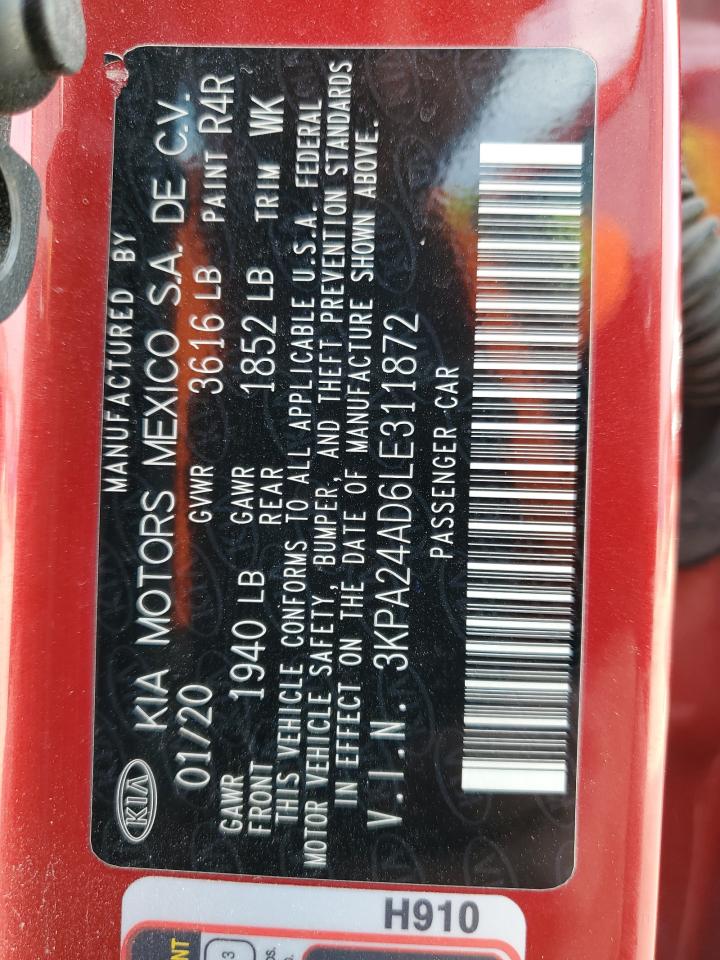 MANUFACTURED BY
KIA KIA MOTORS MEXICO S.A. DE C.V.
01/20 GVWR 3616 LB PAINT R4R
GAWR FRONT 1940 LB GAWR REAR 1852 LB TRIM WK
THIS VEHICLE CONFORMS TO ALL APPLICABLE U.S.A. FEDERAL
MOTOR VEHICLE SAFETY, BUMPER, AND THEFT PREVENTION STANDARDS
IN EFFECT ON THE DATE OF MANUFACTURE SHOWN ABOVE.
V.I.N. 3KPA24AD6LE311872
PASSENGER CAR
H910
3